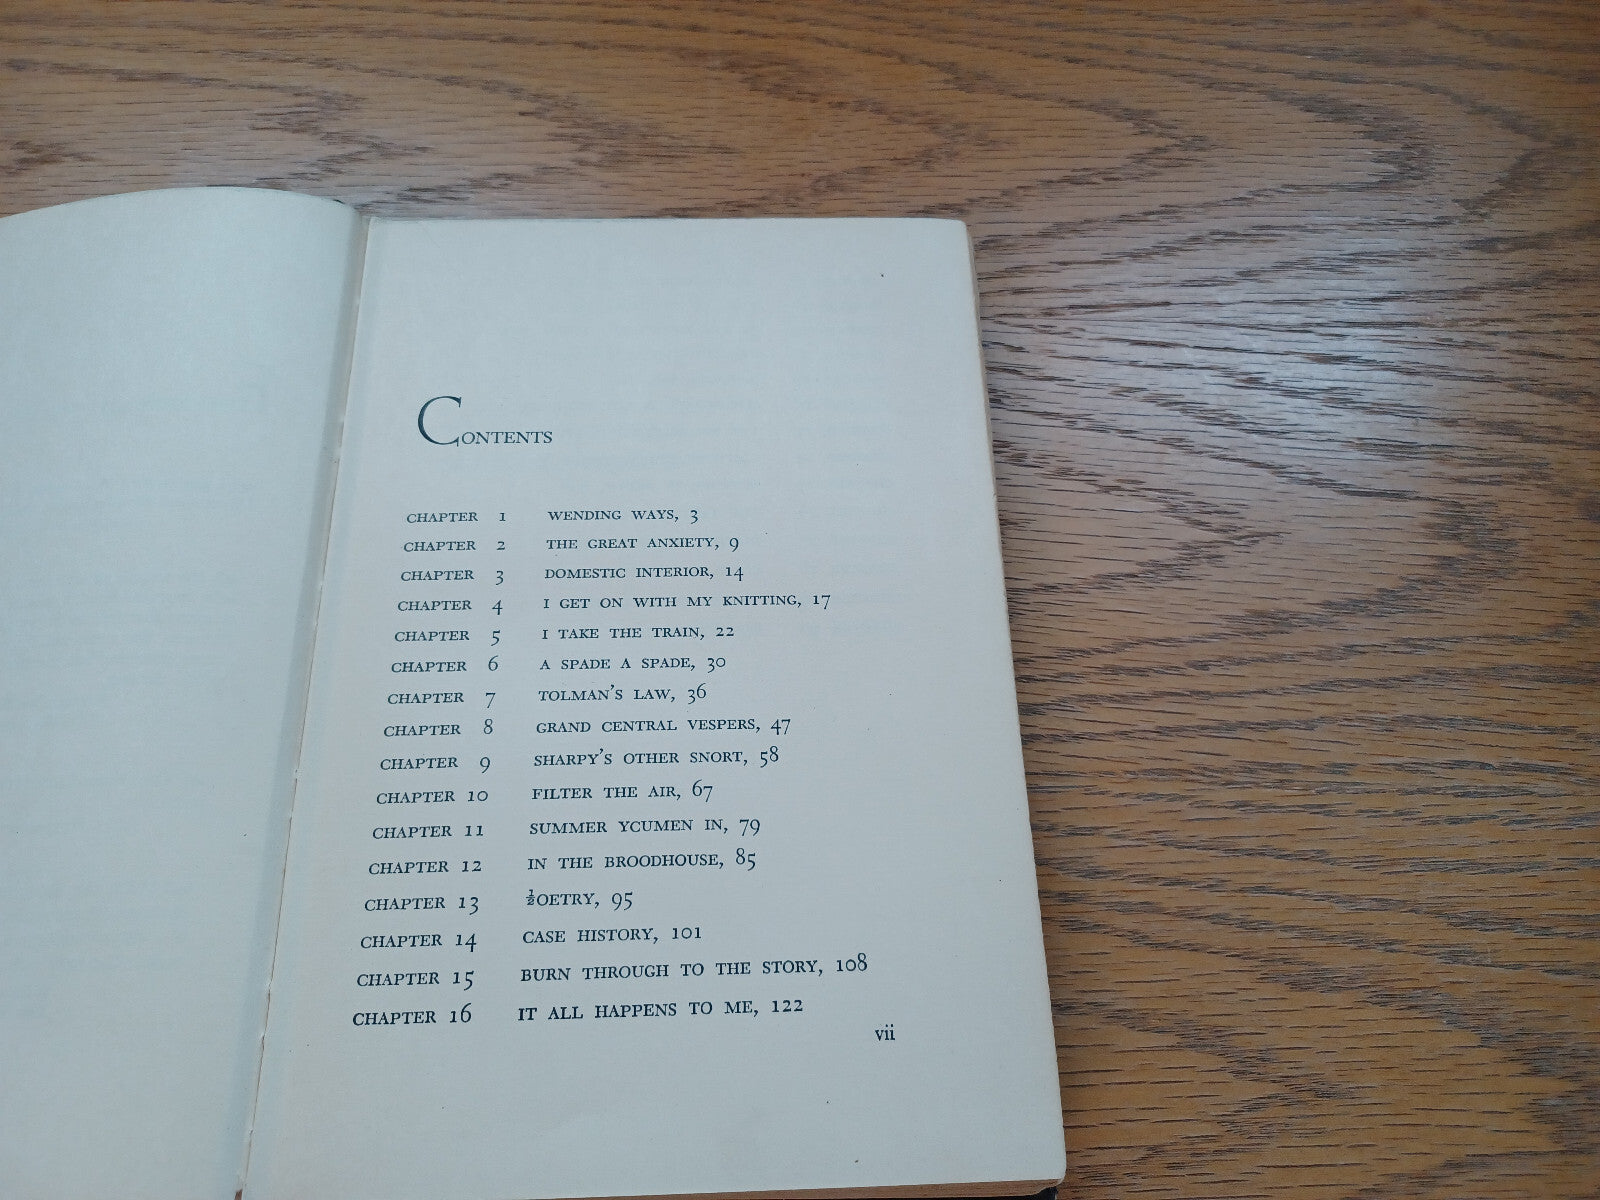 CONTENTS
CHAPTER 1 WENDING WAYS, 3
CHAPTER 2 THE GREAT ANXIETY, 9
CHAPTER 3 DOMESTIC INTERIOR, 14
CHAPTER 4 I GET ON WITH MY KNITTING, 17
CHAPTER 5 I TAKE THE TRAIN, 22
CHAPTER 6 A SPADE A SPADE, 30
CHAPTER 7 TOLMAN'S LAW, 36
CHAPTER 8 GRAND CENTRAL VESPERS, 47
CHAPTER 9 SHARPY'S OTHER SNORT, 58
CHAPTER 10 FILTER THE AIR, 67
CHAPTER 11 SUMMER YCUMEN IN, 79
CHAPTER 12 IN THE BROODHOUSE, 85
CHAPTER 13 ½OETRY, 95
CHAPTER 14 CASE HISTORY, 101
CHAPTER 15 BURN THROUGH TO THE STORY, 108
CHAPTER 16 IT ALL HAPPENS TO ME, 122
vii